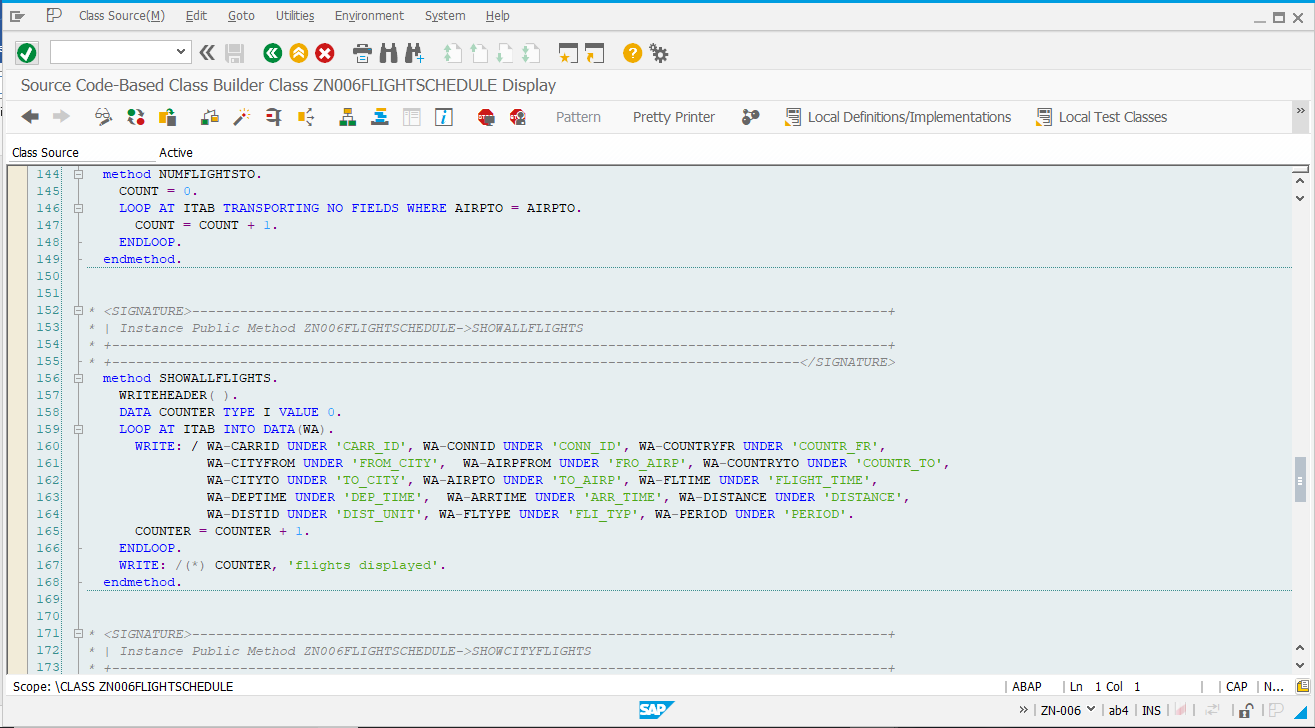 Class Source(M) Edit Goto Utilities Environment System Help
Source Code-Based Class Builder Class ZN006FLIGHTSCHEDULE Display
Pattern Pretty Printer Local Definitions/Implementations Local Test Classes
Class Source Active
144 method NUMFLIGHTSTO.
145 COUNT = 0.
146 LOOP AT ITAB TRANSPORTING NO FIELDS WHERE AIRPTO = AIRPTO.
147 COUNT = COUNT + 1.
148 ENDLOOP.
149 endmethod.
150
151
152 * <SIGNATURE>---------------------------------------------------------------------------------------+
153 * | Instance Public Method ZN006FLIGHTSCHEDULE->SHOWALLFLIGHTS
154 * +-------------------------------------------------------------------------------------------------+
155 * +--------------------------------------------------------------------------------------</SIGNATURE>
156 method SHOWALLFLIGHTS.
157 WRITEHEADER( ).
158 DATA COUNTER TYPE I VALUE 0.
159 LOOP AT ITAB INTO DATA(WA).
160 WRITE: / WA-CARRID UNDER 'CARR_ID', WA-CONNID UNDER 'CONN_ID', WA-COUNTRYFR UNDER 'COUNTR_FR',
161 WA-CITYFROM UNDER 'FROM_CITY', WA-AIRPFROM UNDER 'FRO_AIRP', WA-COUNTRYTO UNDER 'COUNTR_TO',
162 WA-CITYTO UNDER 'TO_CITY', WA-AIRPTO UNDER 'TO_AIRP', WA-FLTIME UNDER 'FLIGHT_TIME',
163 WA-DEPTIME UNDER 'DEP_TIME', WA-ARRTIME UNDER 'ARR_TIME', WA-DISTANCE UNDER 'DISTANCE',
164 WA-DISTID UNDER 'DIST_UNIT', WA-FLTYPE UNDER 'FLI_TYP', WA-PERIOD UNDER 'PERIOD'.
165 COUNTER = COUNTER + 1.
166 ENDLOOP.
167 WRITE: /(*) COUNTER, 'flights displayed'.
168 endmethod.
169
170
171 * <SIGNATURE>---------------------------------------------------------------------------------------+
172 * | Instance Public Method ZN006FLIGHTSCHEDULE->SHOWCITYFLIGHTS
173 * +-------------------------------------------------------------------------------------------------+
Scope: \CLASS ZN006FLIGHTSCHEDULE ABAP Ln 1 Col 1 CAP N...
SAP ZN-006 ab4 INS